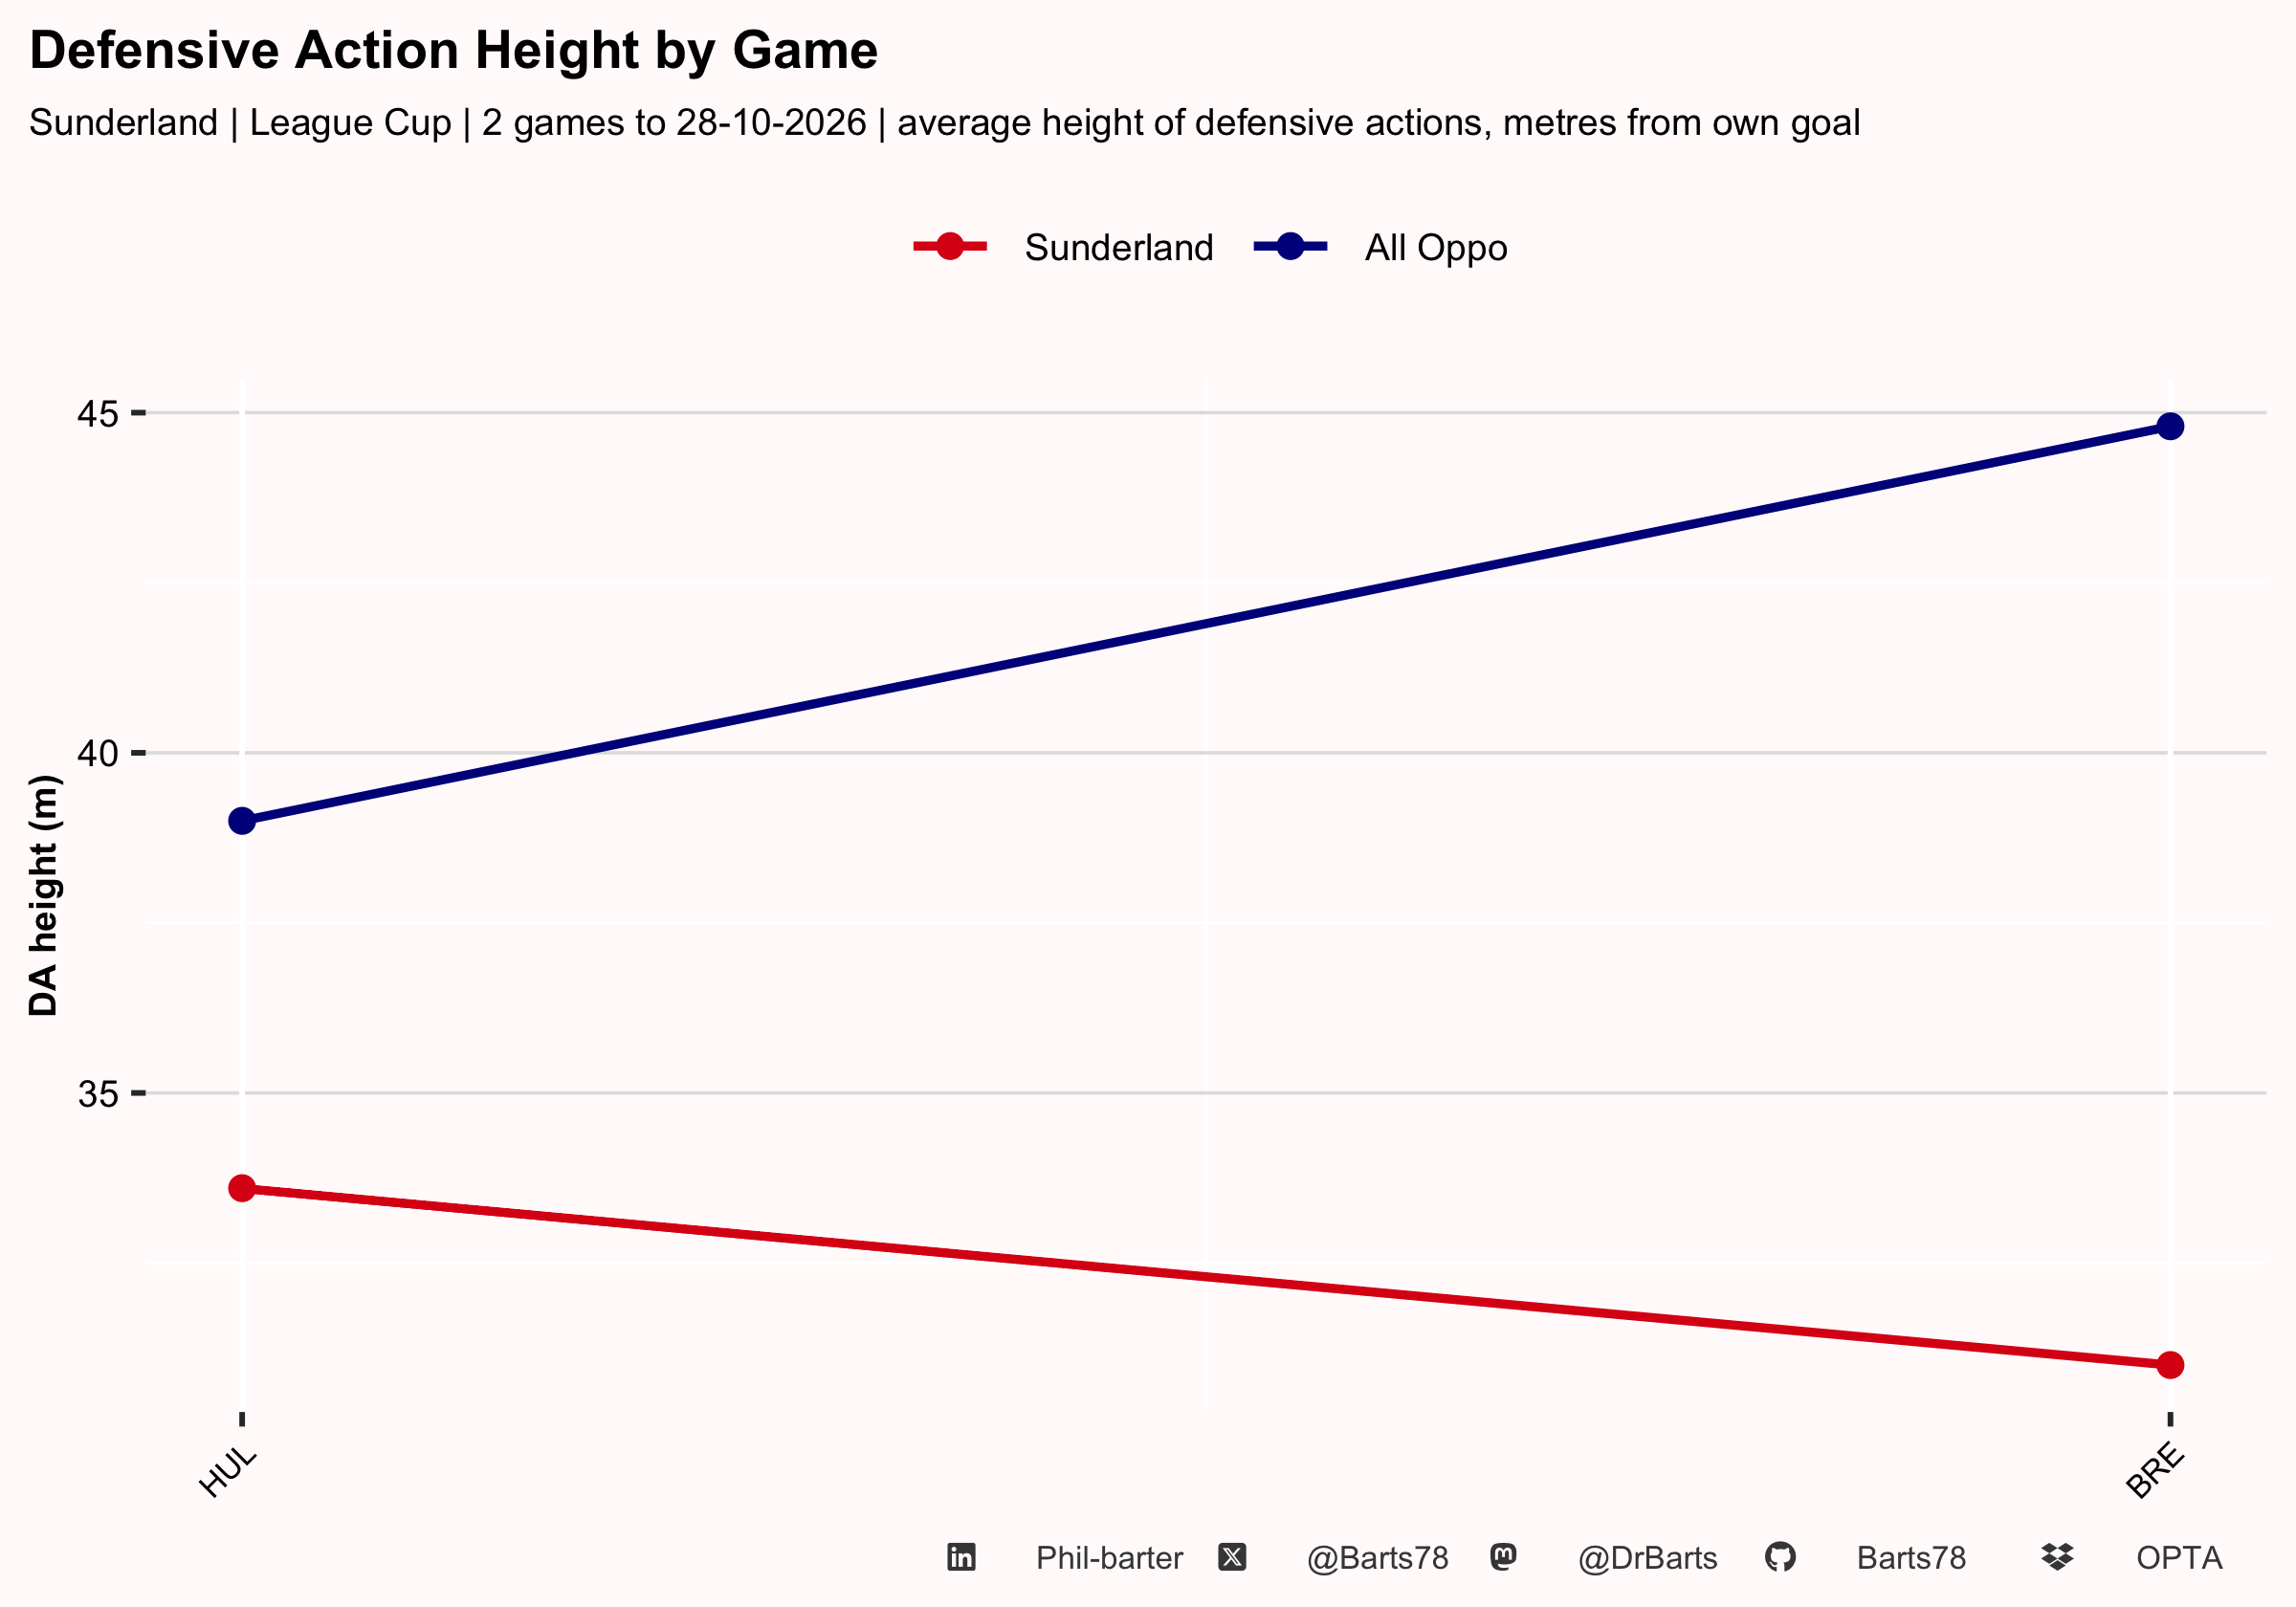 Defensive Action Height by Game
Sunderland | League Cup | 2 games to 28-10-2026 | average height of defensive actions, metres from own goal
Sunderland All Oppo
DA height (m)
45
40
35
HUL BRE
Phil-barter @Barts78 @DrBarts Barts78 OPTA